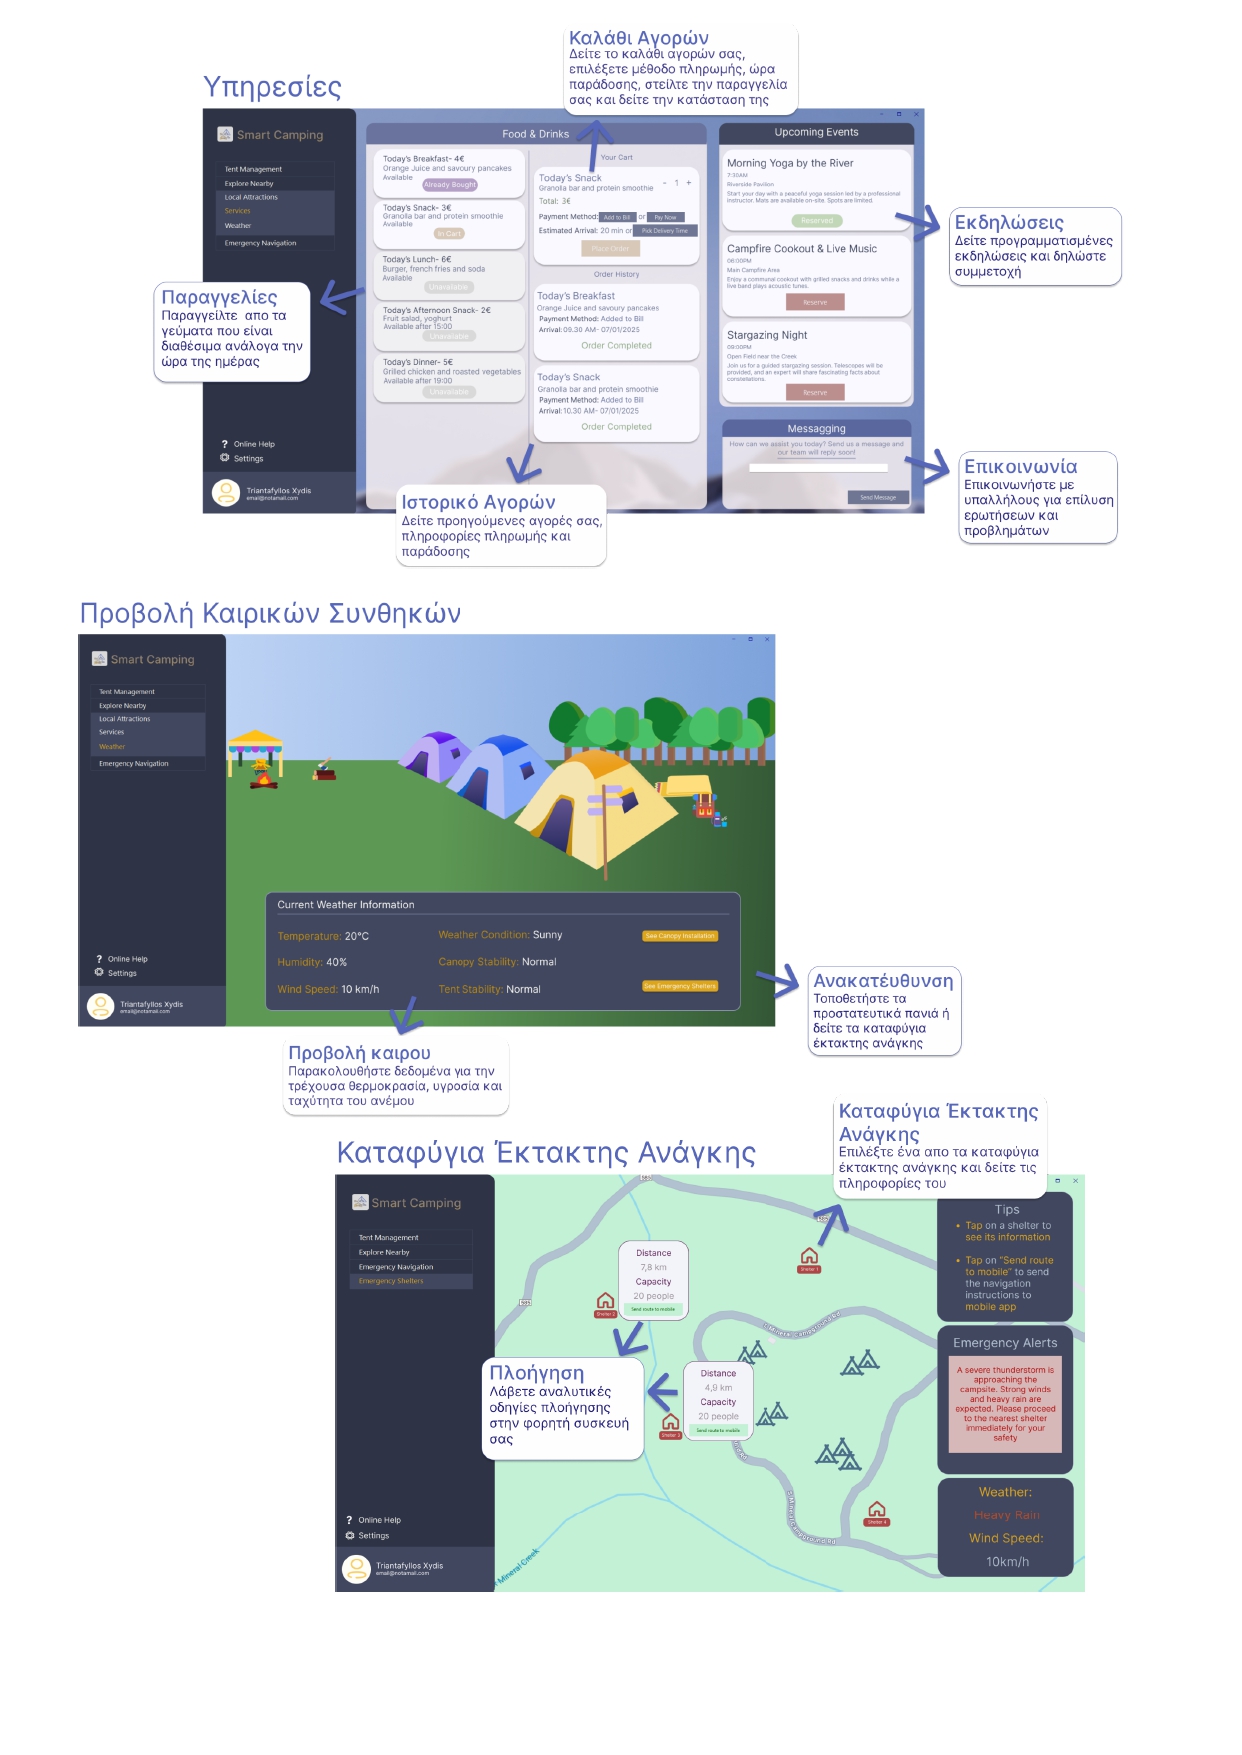 Καλάθι Αγορών
Δείτε το καλάθι αγορών σας,
επιλέξετε μέθοδο πληρωμής, ώρα
παράδοσης, στείλτε την παραγγελία
σας και δείτε την κατάσταση της
Υπηρεσίες
Smart Camping
Tent Management
Explore Nearby
Local Attractions
Services
Weather
Emergency Navigation
? Online Help
Settings
Triantafyllos Xydis
email@notamail.com
Παραγγελίες
Παραγγείλτε απο τα
γεύματα που είναι
διαθέσιμα ανάλογα την
ώρα της ημέρας
Food & Drinks
Today's Breakfast- 4€
Orange Juice and savoury pancakes
Available
Already Bought
Today's Snack- 3€
Granolla bar and protein smoothie
Available
In Cart
Today's Lunch- 6€
Burger, french fries and soda
Available
Unavailable
Today's Afternoon Snack- 2€
Fruit salad, yoghurt
Available after 15:00
Unavailable
Today's Dinner- 5€
Grilled chicken and roasted vegetables
Available after 19:00
Unavailable
Your Cart
Today's Snack
Granolla bar and protein smoothie
- 1 +
Total: 3€
Payment Method: Add to Bill or Pay Now
Estimated Arrival: 20 min or Pick Delivery Time
Place Order
Order History
Today's Breakfast
Orange Juice and savoury pancakes
Payment Method: Added to Bill
Arrival: 09.30 AM- 07/01/2025
Order Completed
Today's Snack
Granolla bar and protein smoothie
Payment Method: Added to Bill
Arrival: 10.30 AM- 07/01/2025
Order Completed
Ιστορικό Αγορών
Δείτε προηγούμενες αγορές σας,
πληροφορίες πληρωμής και
παράδοσης
Upcoming Events
Morning Yoga by the River
7:30AM
Riverside Pavilion
Start your day with a peaceful yoga session led by a professional
instructor. Mats are available on-site. Spots are limited.
Reserved
Campfire Cookout & Live Music
06:00PM
Main Campfire Area
Enjoy a communal cookout with grilled snacks and drinks while a
live band plays acoustic tunes.
Reserve
Stargazing Night
09:00PM
Open Field near the Creek
Join us for a guided stargazing session. Telescopes will be
provided, and an expert will share fascinating facts about
constellations.
Reserve
Messagging
How can we assist you today? Send us a message and
our team will reply soon!
Send Message
Εκδηλώσεις
Δείτε προγραμματισμένες
εκδηλώσεις και δηλώστε
συμμετοχή
Επικοινωνία
Επικοινωνήστε με
υπαλλήλους για επίλυση
ερωτήσεων και
προβλημάτων
Προβολή Καιρικών Συνθηκών
Smart Camping
Tent Management
Explore Nearby
Local Attractions
Services
Weather
Emergency Navigation
? Online Help
Settings
Triantafyllos Xydis
email@notamail.com
Current Weather Information
Temperature: 20°C
Weather Condition: Sunny
See Canopy Installation
Humidity: 40%
Canopy Stability: Normal
Wind Speed: 10 km/h
Tent Stability: Normal
See Emergency Shelters
Ανακατέυθυνση
Τοποθετήστε τα
προστατευτικά πανιά ή
δείτε τα καταφύγια
έκτακτης ανάγκης
Προβολή καιρου
Παρακολουθήστε δεδομένα για την
τρέχουσα θερμοκρασία, υγροσία και
ταχύτητα του ανέμου
Καταφύγια Έκτακτης
Ανάγκης
Επιλέξτε ένα απο τα καταφύγια
έκτακτης ανάγκης και δείτε τις
πληροφορίες του
Καταφύγια Έκτακτης Ανάγκης
Smart Camping
Tent Management
Explore Nearby
Emergency Navigation
Emergency Shelters
? Online Help
Settings
Triantafyllos Xydis
email@notamail.com
585
585
585
Distance
7,8 km
Capacity
20 people
Send route to mobile
Shelter 2
Shelter 1
Πλοήγηση
Λάβετε αναλυτικές
οδηγίες πλοήγησης
στην φορητή συσκευή
σας
Distance
4,9 km
Capacity
20 people
Send route to mobile
Shelter 3
Shelter 4
S Mineral Campground Rd
S Mineral Campground Rd
Mineral Creek
Tips
• Tap on a shelter to
see its information
• Tap on "Send route
to mobile" to send
the navigation
instructions to
mobile app
Emergency Alerts
A severe thunderstorm is
approaching the
campsite. Strong winds
and heavy rain are
expected. Please proceed
to the nearest shelter
immediately for your
safety
Weather:
Heavy Rain
Wind Speed:
10km/h